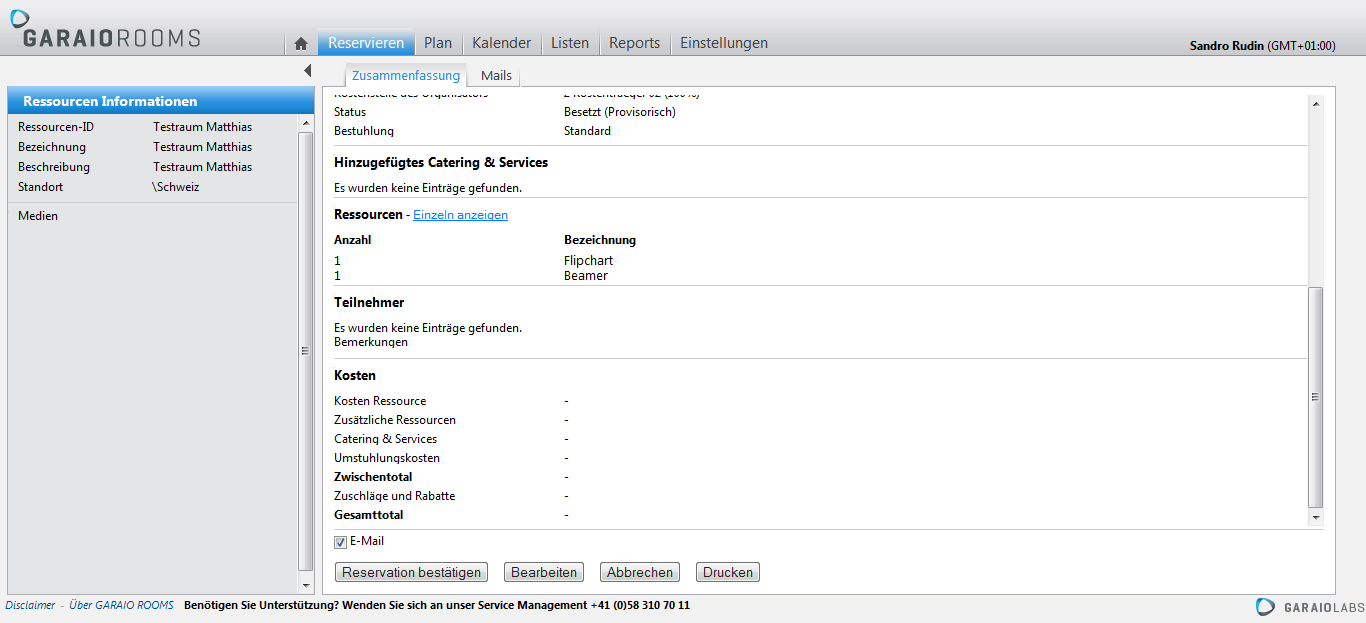 GARAIOROOMS
Reservieren Plan Kalender Listen Reports Einstellungen
Sandro Rudin (GMT+01:00)
Zusammenfassung Mails
Ressourcen Informationen
Ressourcen-ID Testraum Matthias
Bezeichnung Testraum Matthias
Beschreibung Testraum Matthias
Standort \Schweiz
Medien
Kostenstelle des Organisators
Status Besetzt (Provisorisch)
Bestuhlung Standard
Hinzugefügtes Catering & Services
Es wurden keine Einträge gefunden.
Ressourcen - Einzeln anzeigen
Anzahl Bezeichnung
1 Flipchart
1 Beamer
Teilnehmer
Es wurden keine Einträge gefunden.
Bemerkungen
Kosten
Kosten Ressource -
Zusätzliche Ressourcen -
Catering & Services -
Umstuhlungskosten -
Zwischentotal -
Zuschläge und Rabatte -
Gesamttotal -
E-Mail
Reservation bestätigen Bearbeiten Abbrechen Drucken
Disclaimer - Über GARAIO ROOMS Benötigen Sie Unterstützung? Wenden Sie sich an unser Service Management +41 (0)58 310 70 11
GARAIOLABS